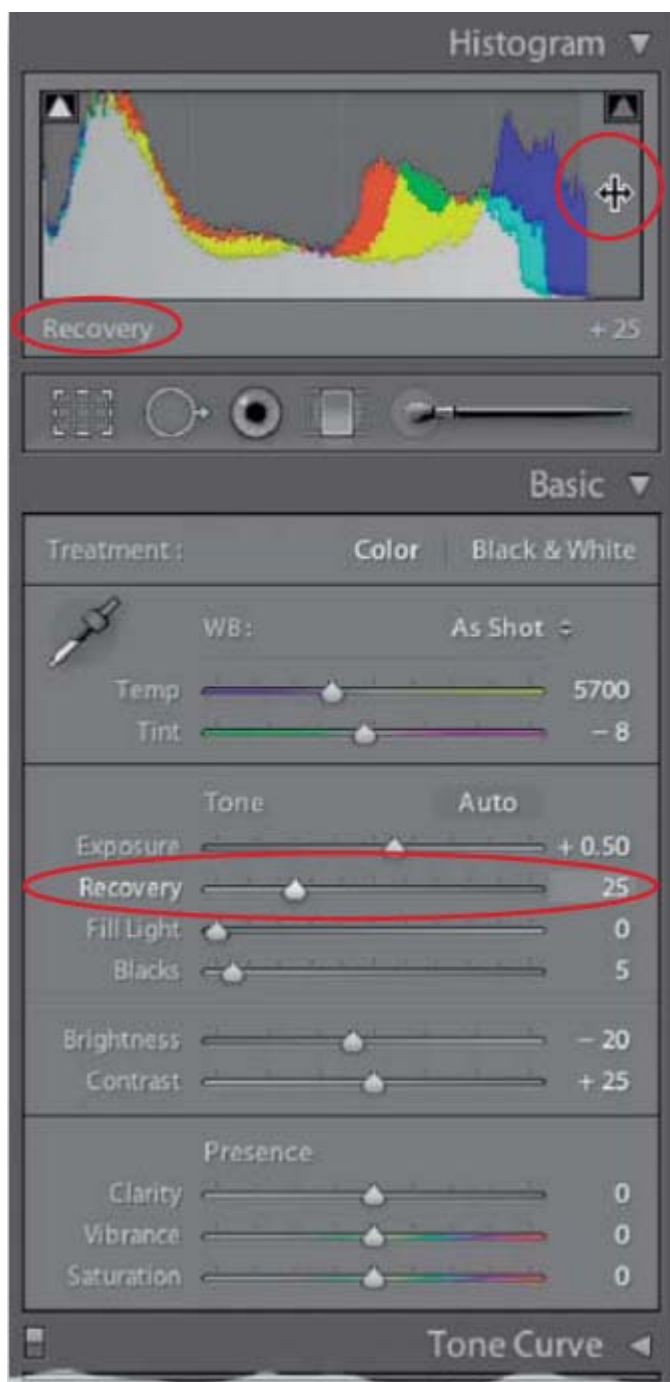 Histogram
Recovery + 25
Basic
Treatment : Color Black & White
WB: As Shot
Temp 5700
Tint − 8
Tone Auto
Exposure + 0.50
Recovery 25
Fill Light 0
Blacks 5
Brightness − 20
Contrast + 25
Presence
Clarity 0
Vibrance 0
Saturation 0
Tone Curve